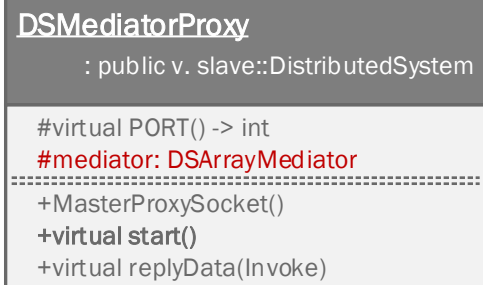 DSMediatorProxy
: public v. slave::DistributedSystem
#virtual PORT() -> int
#mediator: DSArrayMediator
+MasterProxySocket()
+virtual start()
+virtual replyData(Invoke)